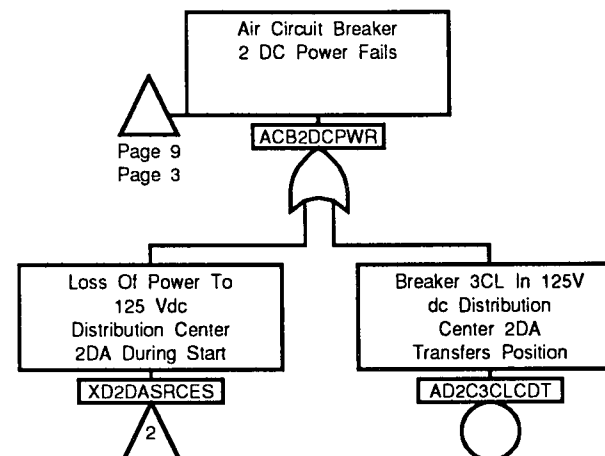 Air Circuit Breaker
2 DC Power Fails
Page 9
Page 3
ACB2DCPWR
Loss Of Power To
125 Vdc
Distribution Center
2DA During Start
XD2DASRCES
2
Breaker 3CL In 125V
dc Distribution
Center 2DA
Transfers Position
AD2C3CLCDT